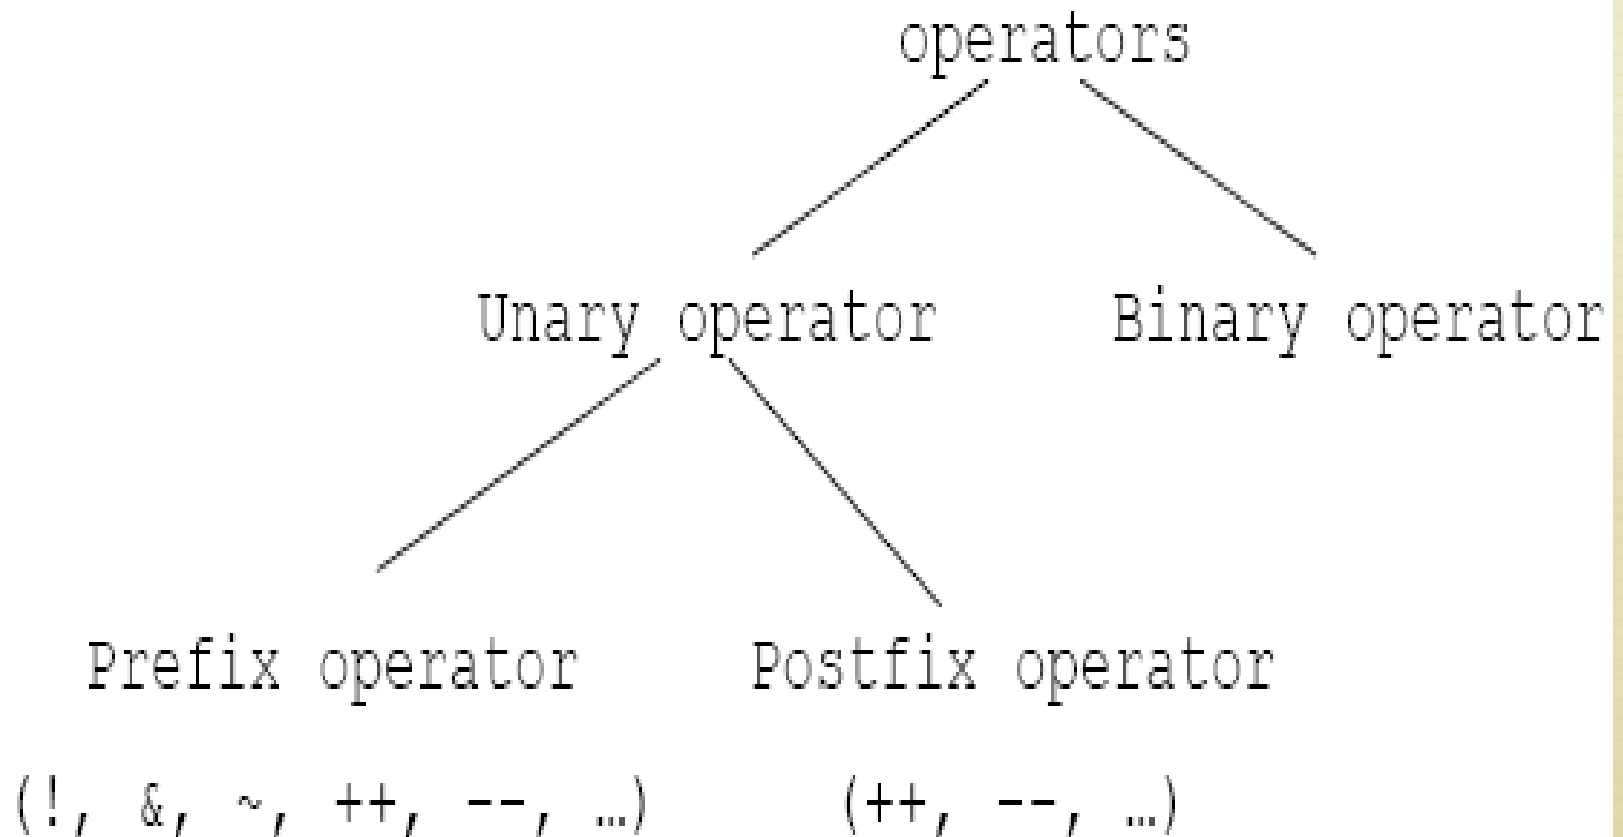 operators
Unary operator Binary operator
Prefix operator Postfix operator
(!, &, ~, ++, --, …) (++, --, …)